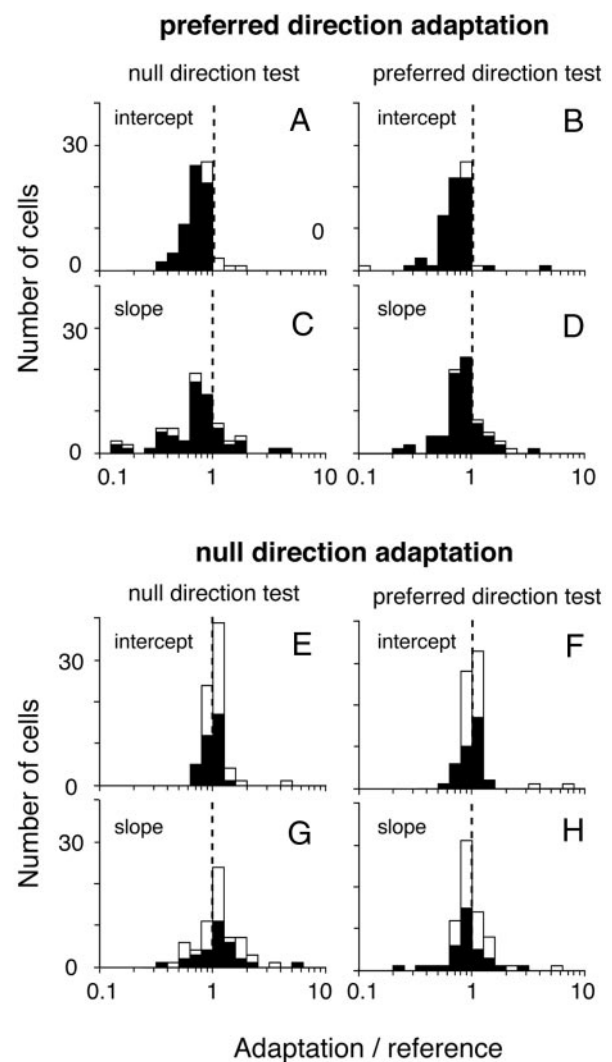 preferred direction adaptation
null direction test
preferred direction test
intercept
A
intercept
B
30
0
0
slope
C
slope
D
30
0
0.1
1
10
0.1
1
10
Number of cells
null direction adaptation
null direction test
preferred direction test
intercept
E
intercept
F
30
0
slope
G
slope
H
30
0
0.1
1
10
0.1
1
10
Number of cells
Adaptation / reference